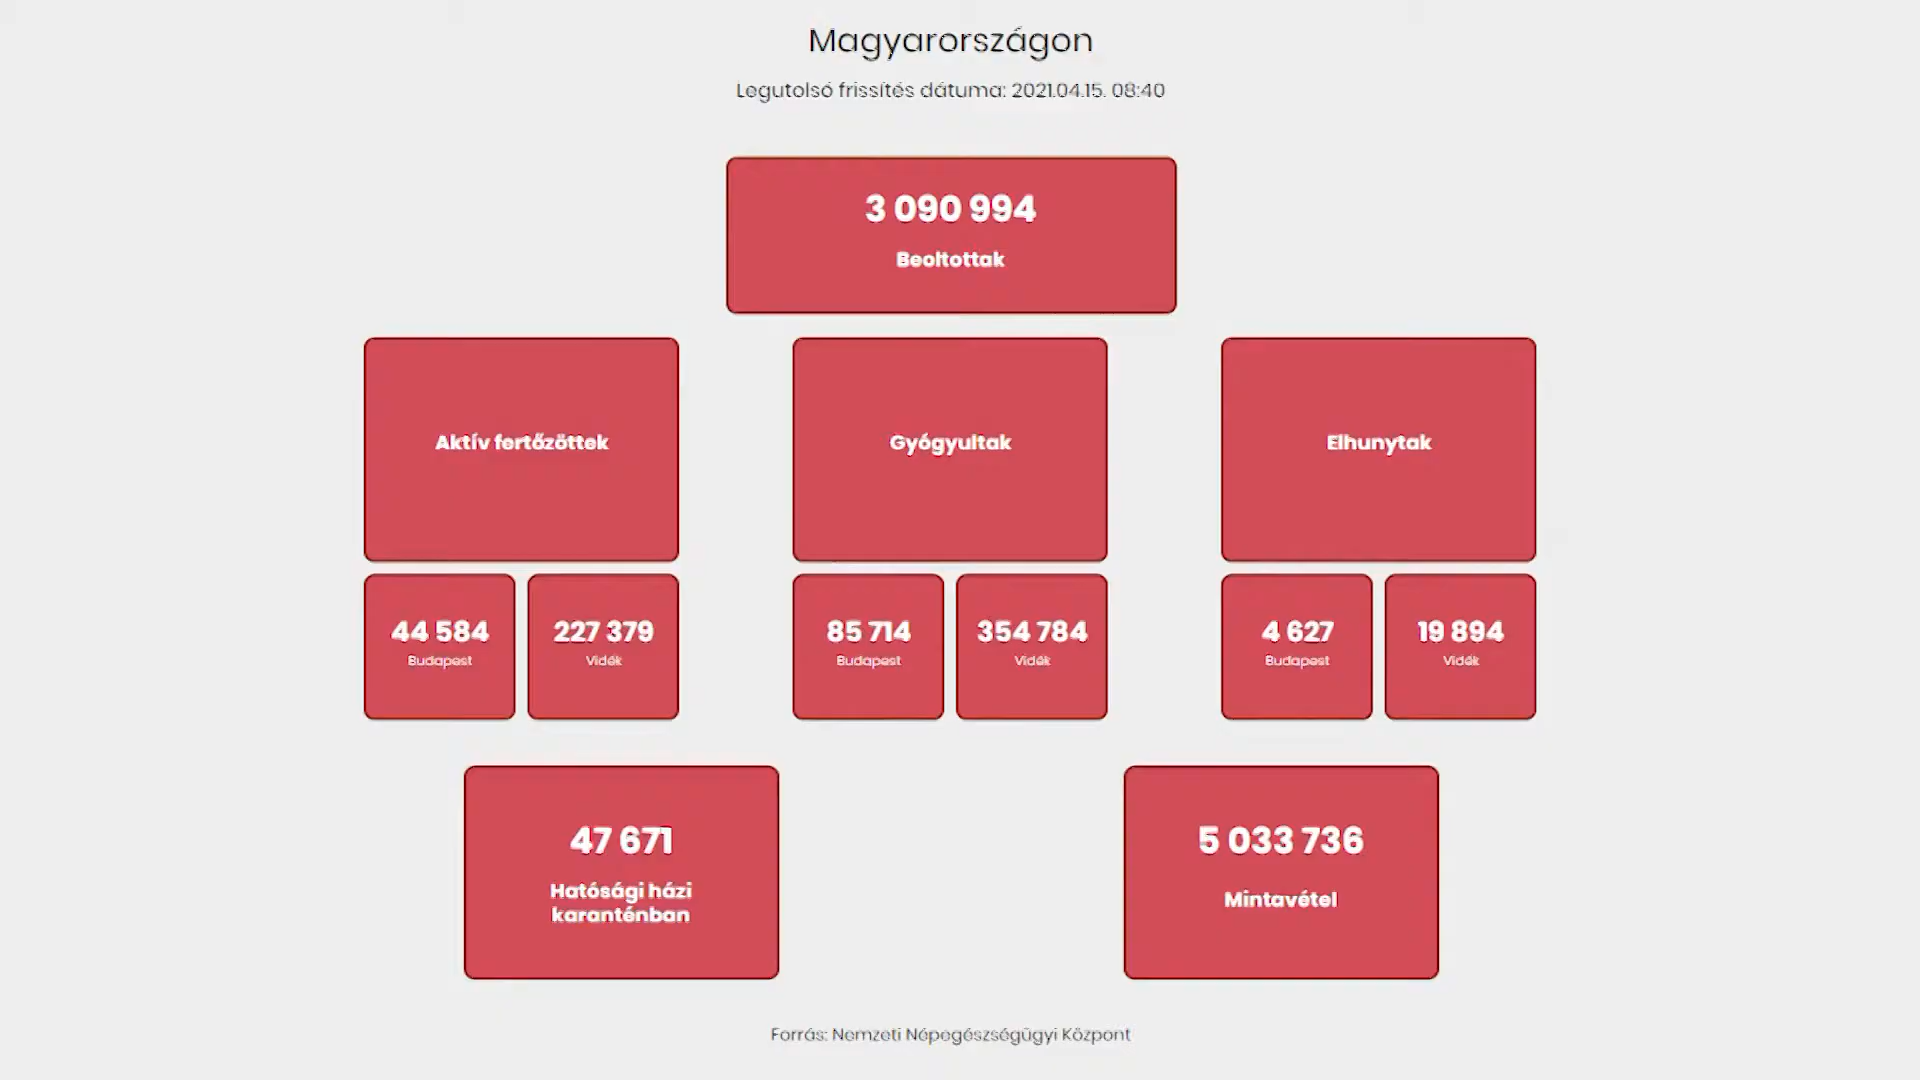 Magyarországon
Legutolsó frissítés dátuma: 2021.04.15. 08:40
3 090 994
Beoltottak
Aktív fertőzöttek
Gyógyultak
Elhunytak
44 584
Budapest
227 379
Vidék
85 714
Budapest
354 784
Vidék
4 627
Budapest
19 894
Vidék
47 671
Hatósági házi
karanténban
5 033 736
Mintavétel
Forrás: Nemzeti Népegészségügyi Központ